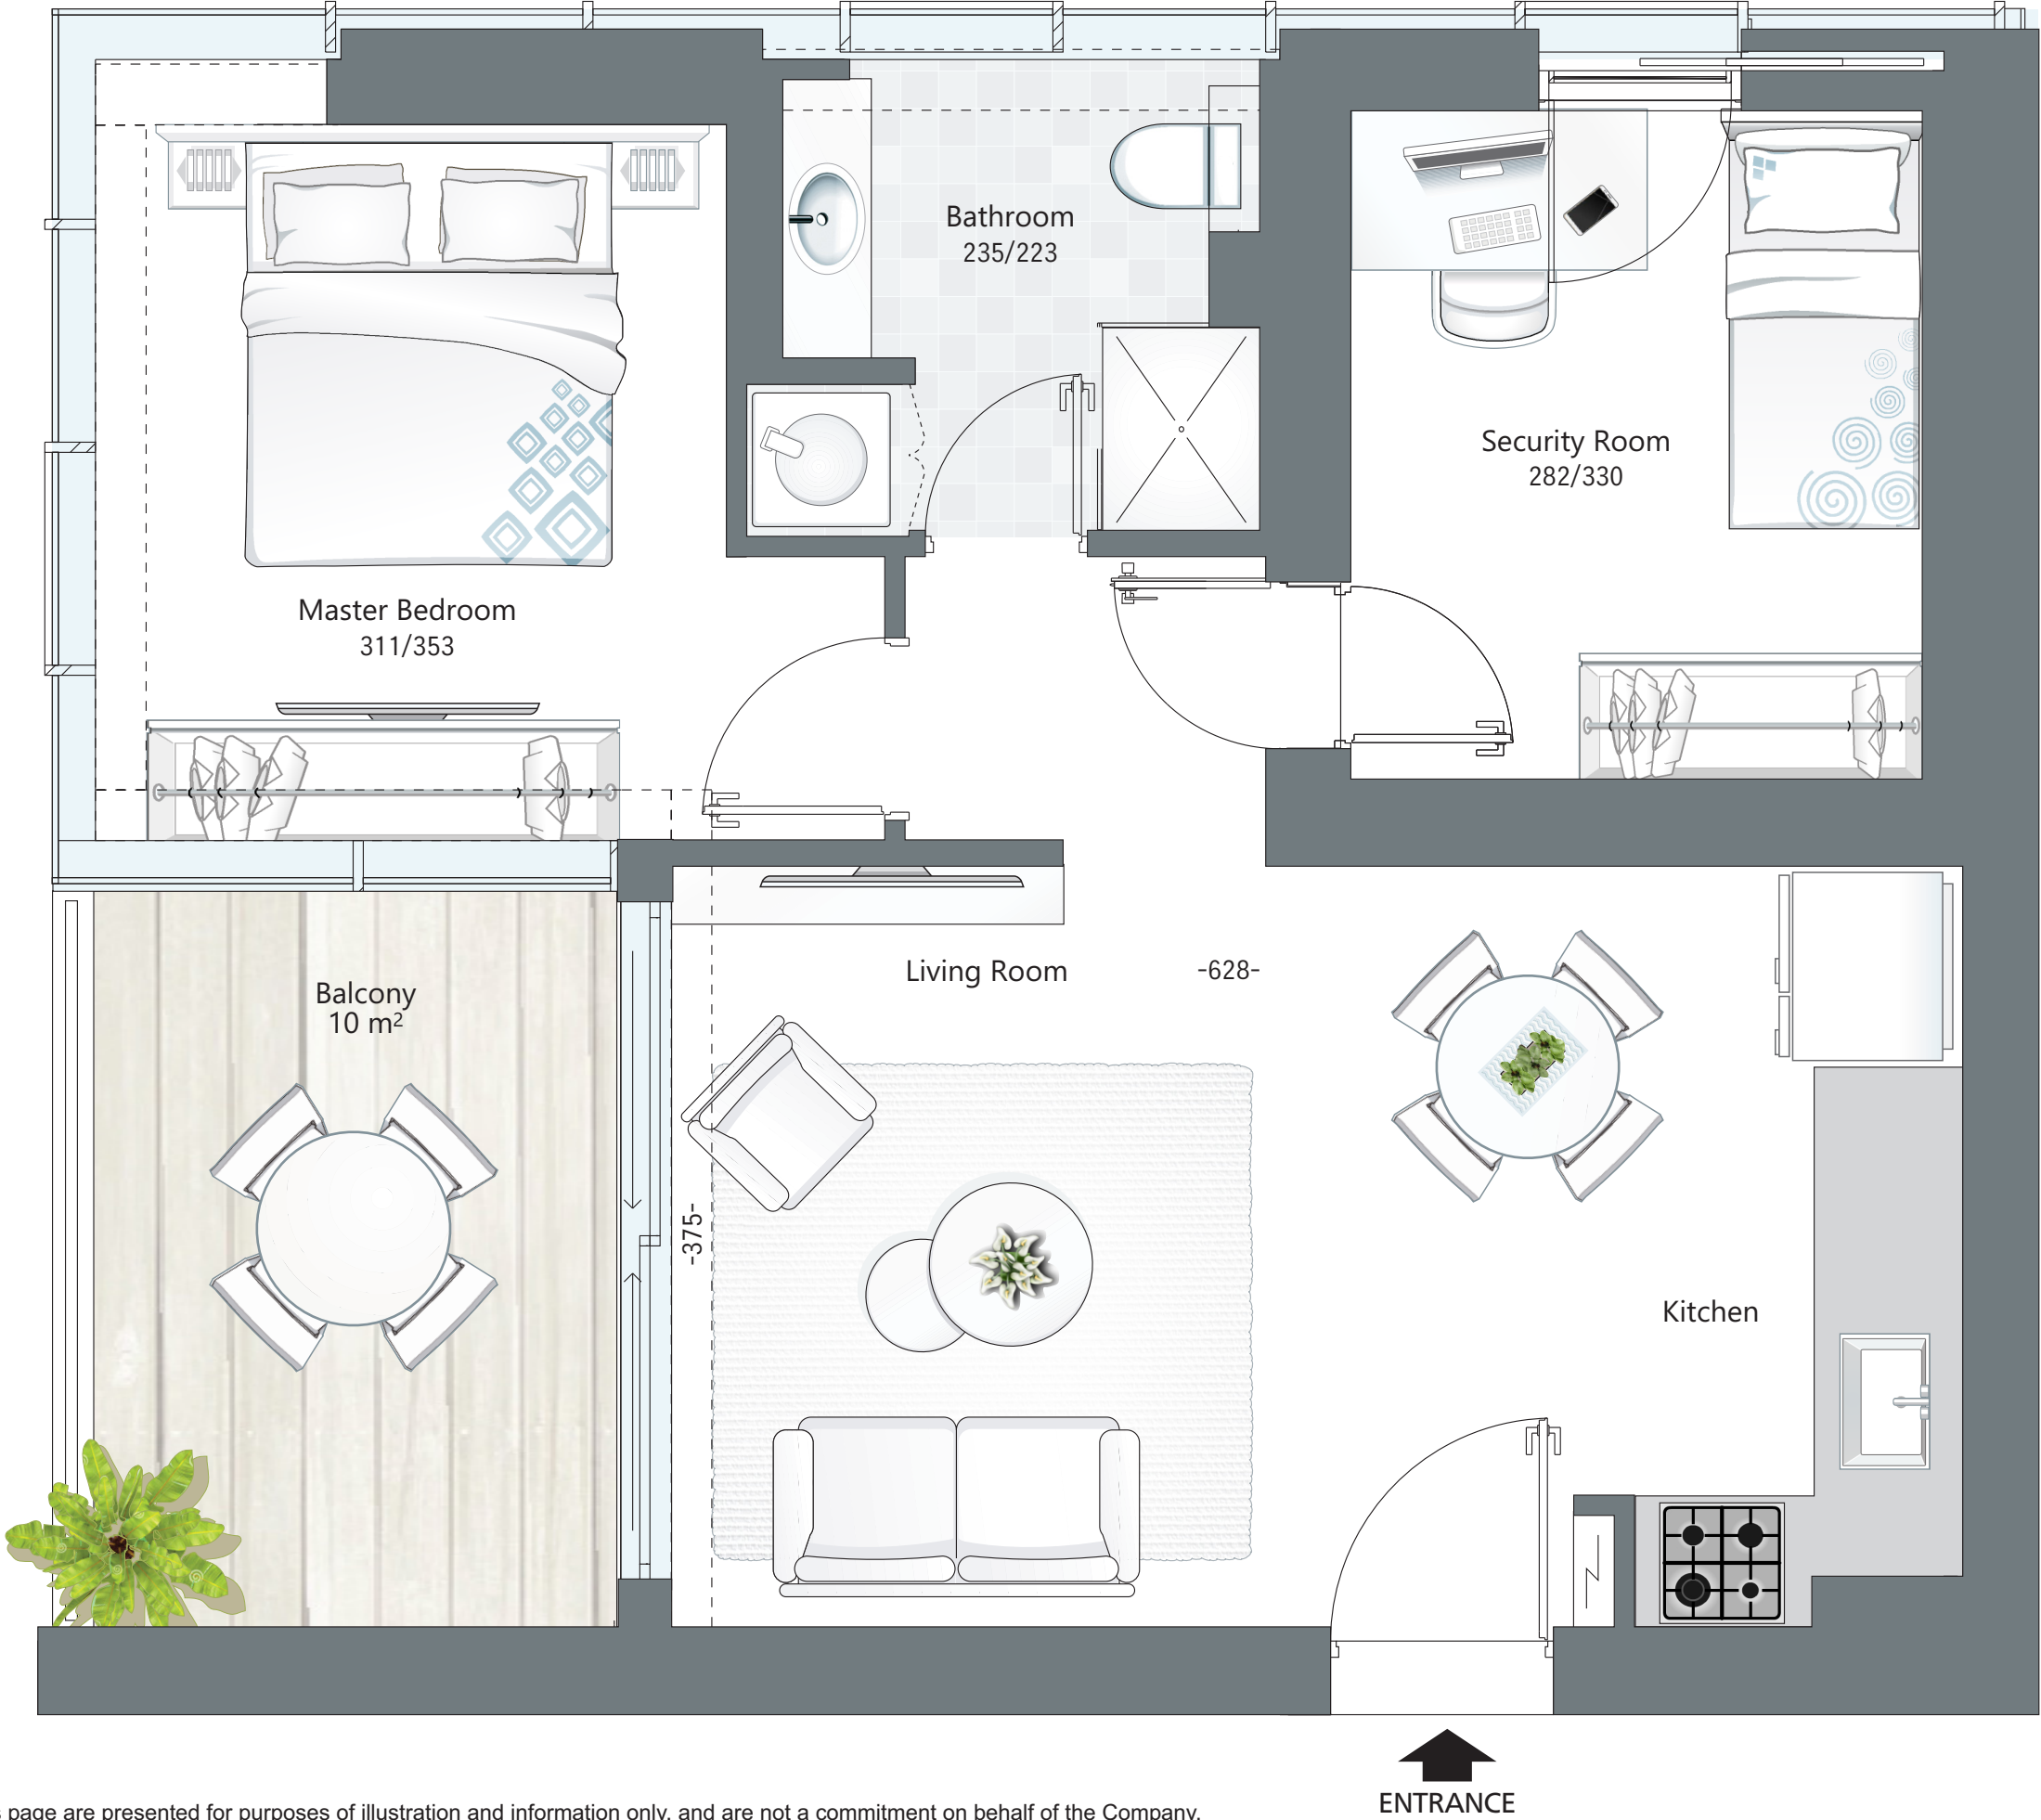 Bathroom
235/223
Security Room
282/330
Master Bedroom
311/353
Living Room
-628-
Balcony
10 m²
-375-
Kitchen
ENTRANCE
page are presented for purposes of illustration and information only, and are not a commitment on behalf of the Company.